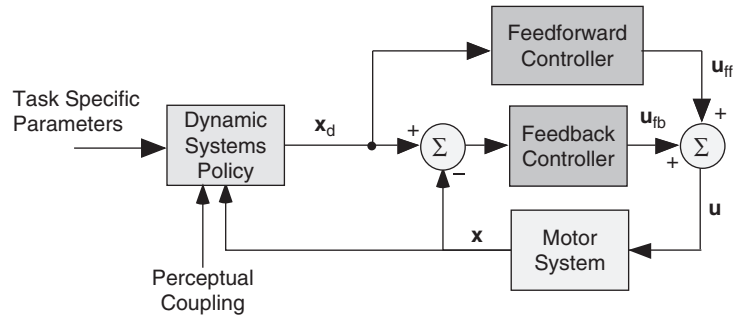 Feedforward
Controller
u_ff
Task Specific
Parameters
Dynamic
Systems
Policy
x_d
+
Σ
−
Feedback
Controller
u_fb
+
+
Σ
u
x
Motor
System
Perceptual
Coupling